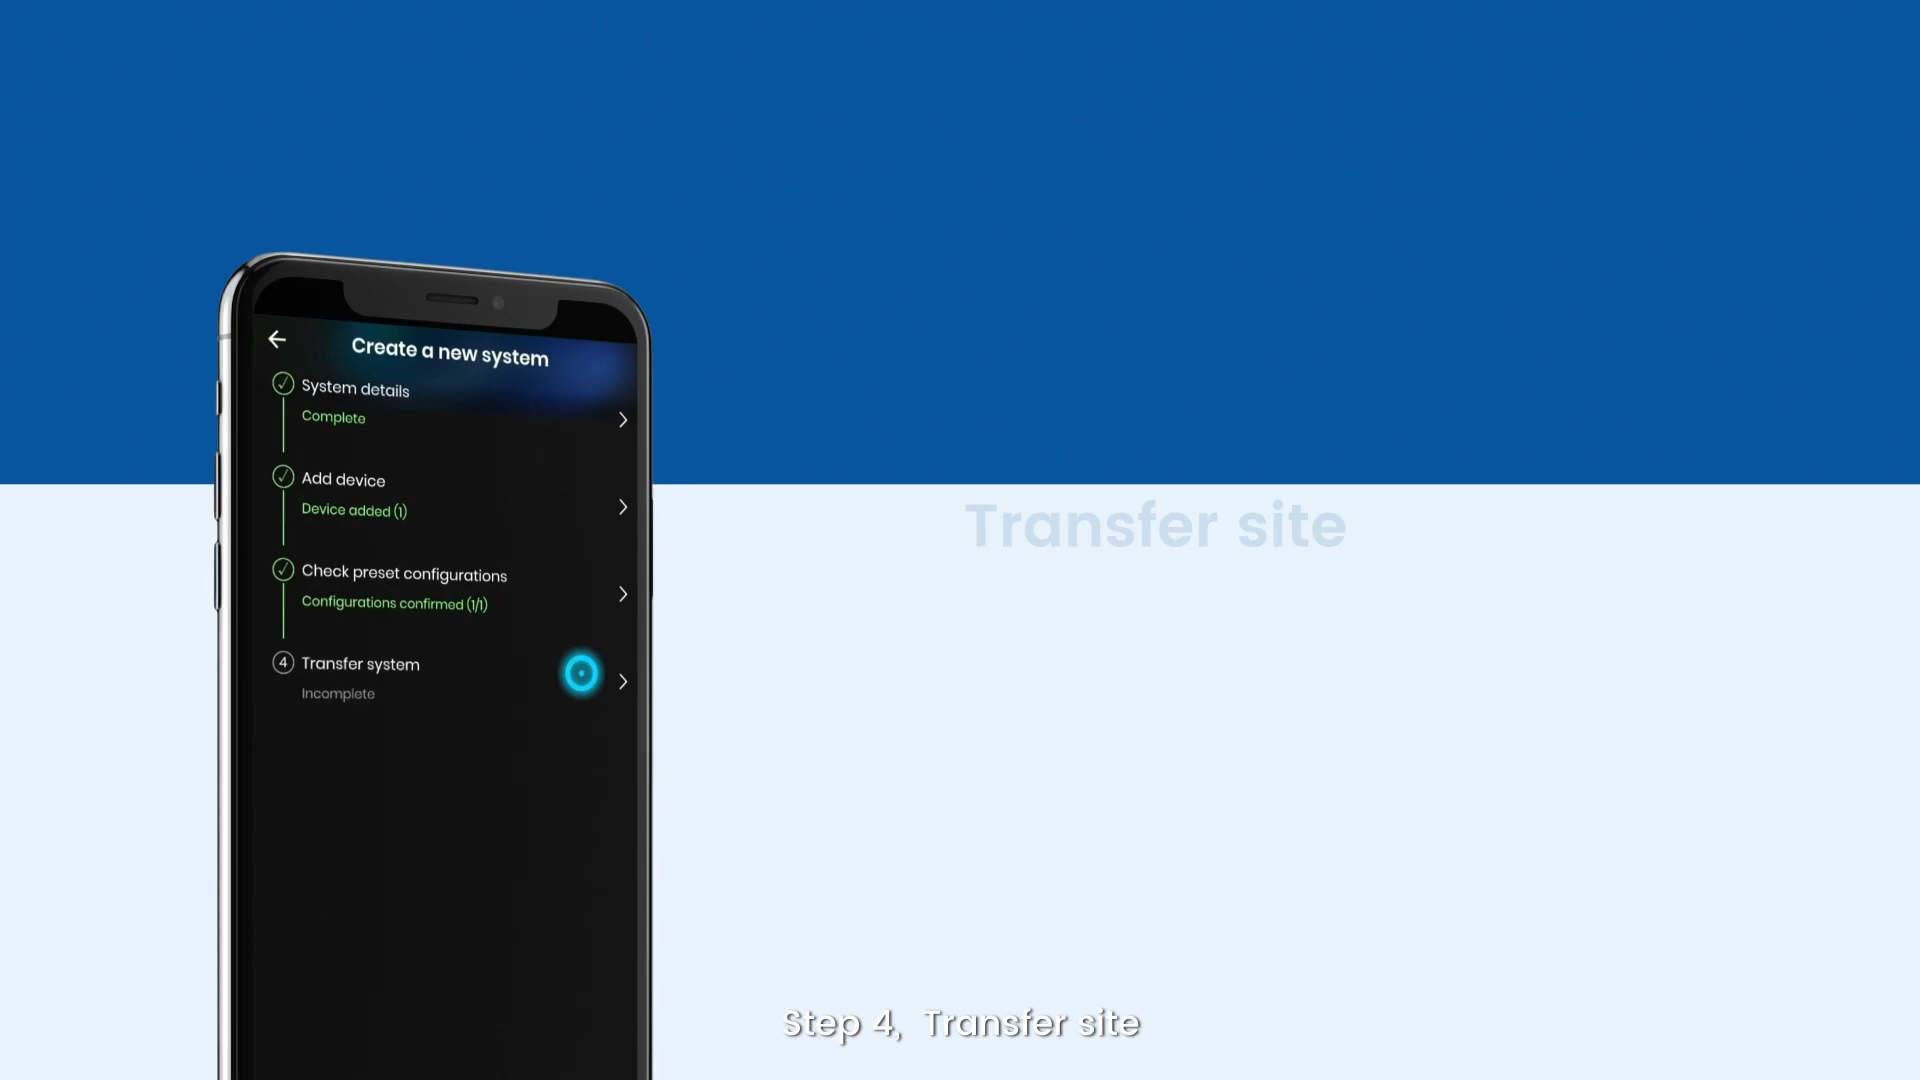 Create a new system
System details
Complete
Add device
Device added (1)
Check preset configurations
Configurations confirmed (1/1)
4 Transfer system
Incomplete
Transfer site
Step 4, Transfer site